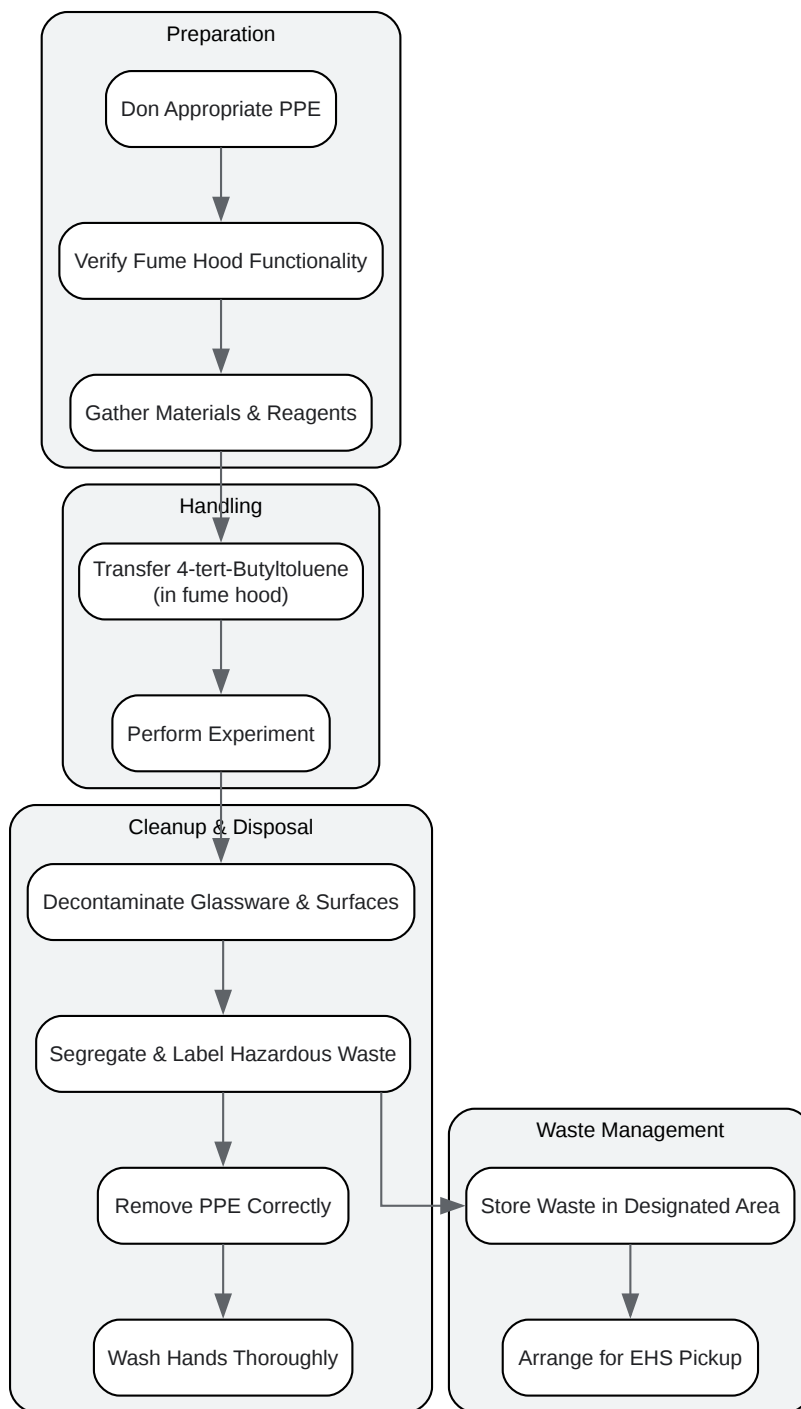 Preparation
Don Appropriate PPE
Verify Fume Hood Functionality
Gather Materials & Reagents
Handling
Transfer 4-tert-Butyltoluene
(in fume hood)
Perform Experiment
Cleanup & Disposal
Decontaminate Glassware & Surfaces
Segregate & Label Hazardous Waste
Remove PPE Correctly
Wash Hands Thoroughly
Waste Management
Store Waste in Designated Area
Arrange for EHS Pickup